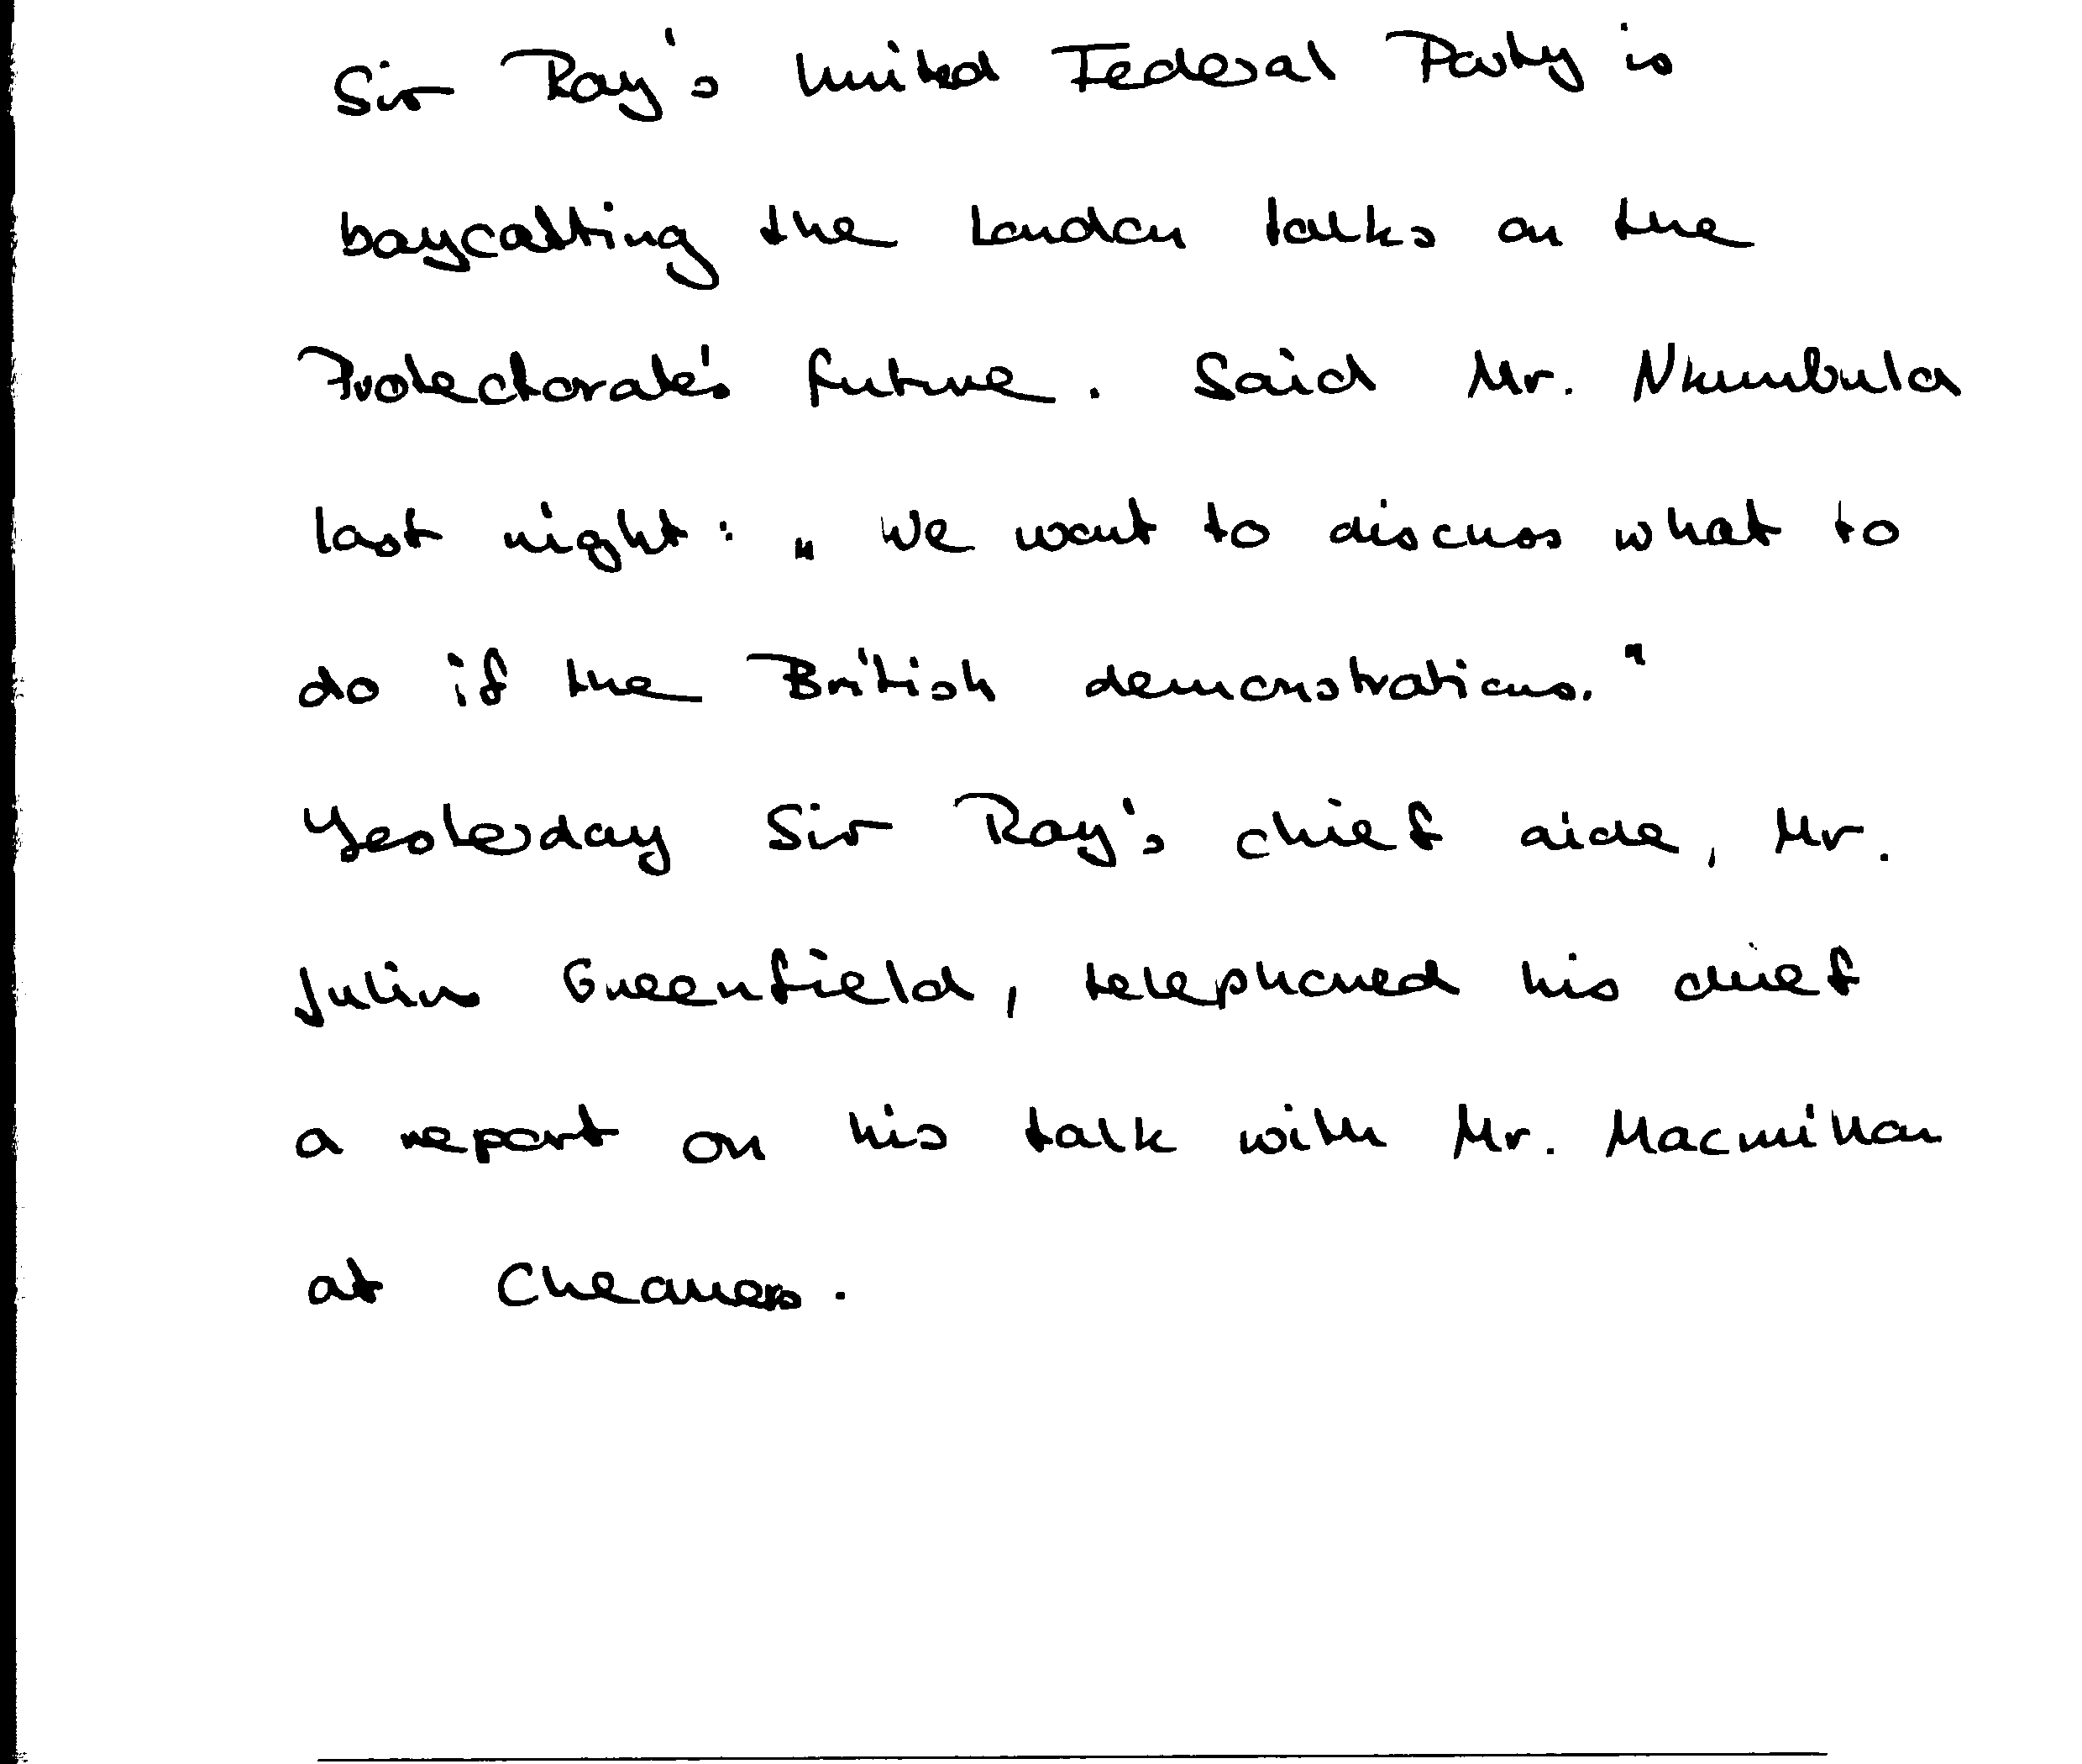 Sir Roy's United Federal Party is
boycotting the London talks on the
Protectorate's future. Said Mr. Nkumbula
last night: "We want to discuss what to
do if the British demonstrations."
Yesterday Sir Roy's chief aide, Mr.
Julius Greenfield, telephoned his chief
a report on his talk with Mr. Macmillan
at Chequers.